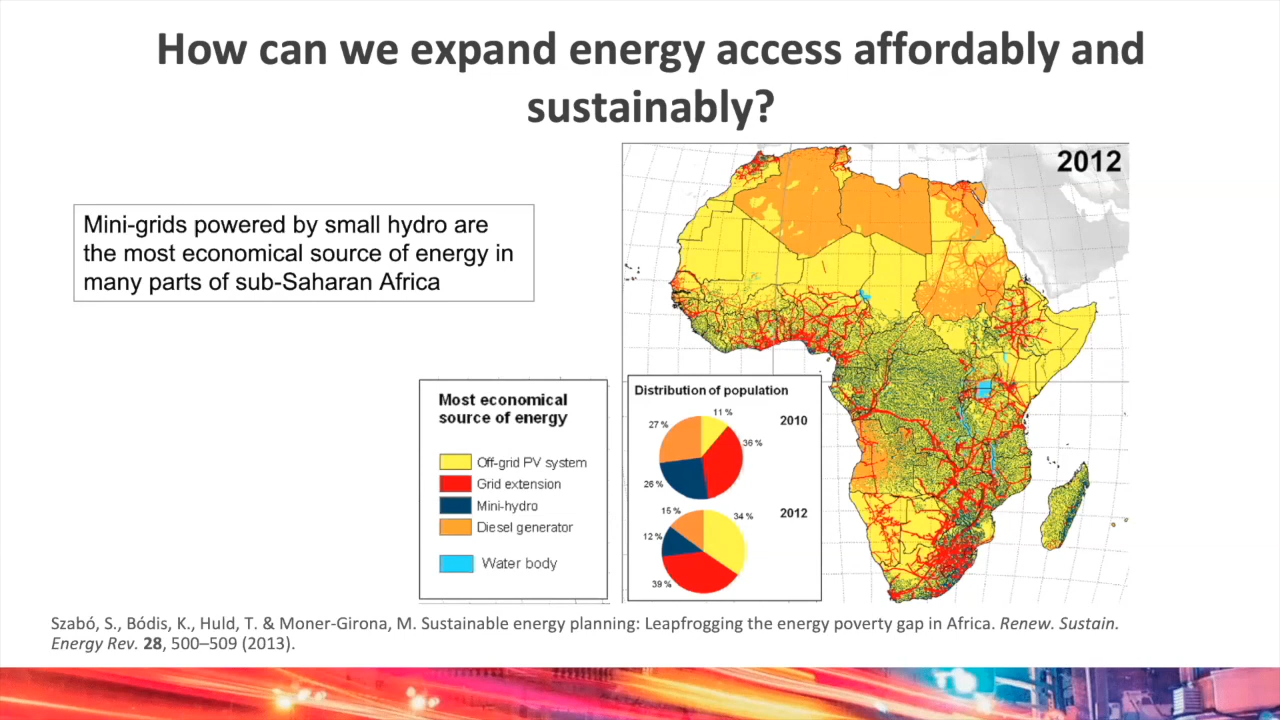 How can we expand energy access affordably and
sustainably?
Mini-grids powered by small hydro are
the most economical source of energy in
many parts of sub-Saharan Africa
2012
Most economical
source of energy
Off-grid PV system
Grid extension
Mini-hydro
Diesel generator
Water body
Distribution of population
2010
11 %
36 %
26 %
27 %
2012
34 %
39 %
12 %
15 %
Szabó, S., Bódis, K., Huld, T. & Moner-Girona, M. Sustainable energy planning: Leapfrogging the energy poverty gap in Africa. Renew. Sustain.
Energy Rev. 28, 500–509 (2013).